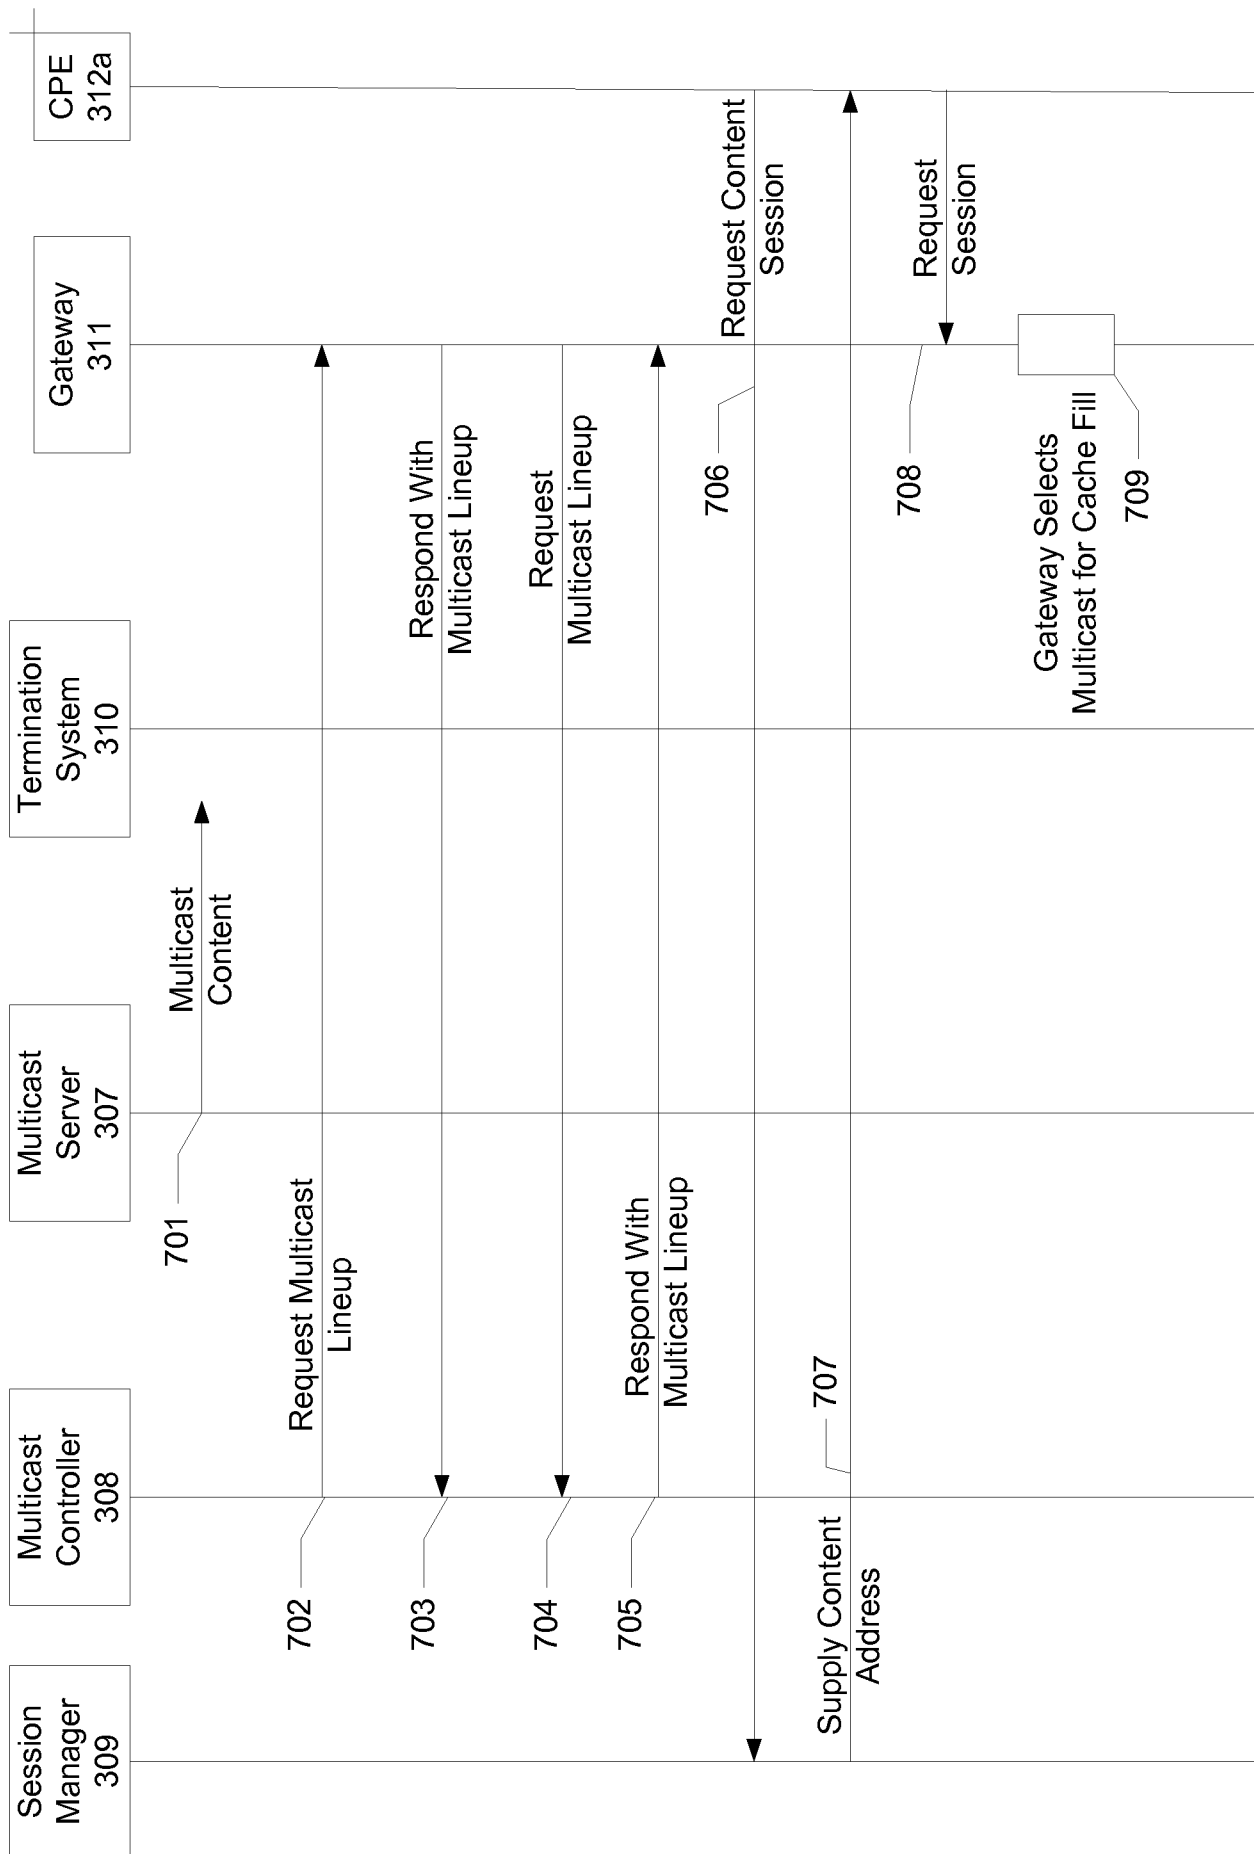 Session
Manager
309
Multicast
Controller
308
Multicast
Server
307
Termination
System
310
Gateway
311
CPE
312a
701
Multicast
Content
702
Request Multicast
Lineup
703
Respond With
Multicast Lineup
704
Request
Multicast Lineup
705
Respond With
Multicast Lineup
706
Request Content
Session
Supply Content
Address
707
708
Request
Session
Gateway Selects
Multicast for Cache Fill
709